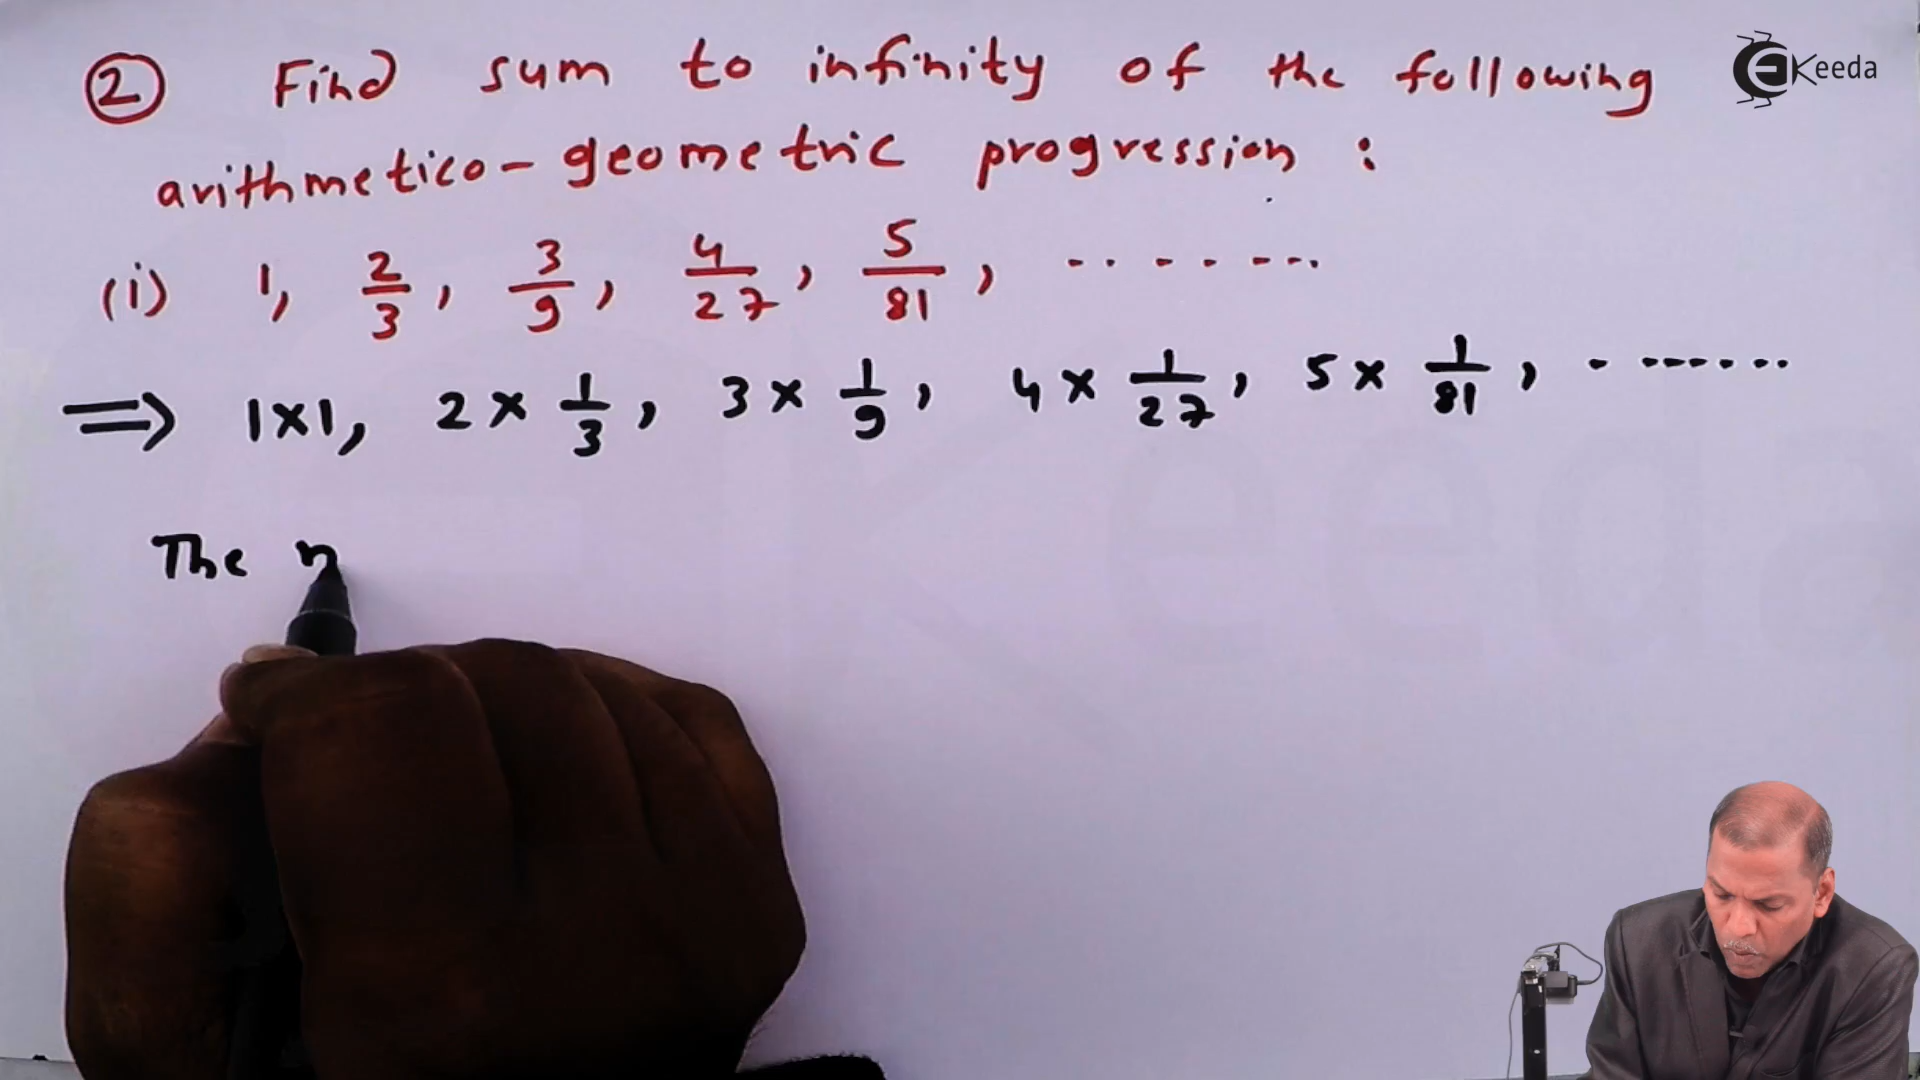 ② Find sum to infinity of the following
arithmetico-geometric progression :
(i) 1, 2/3, 3/9, 4/27, 5/81, .......
⇒ 1×1, 2 × 1/3, 3 × 1/9, 4 × 1/27, 5 × 1/81, .......
The n
Keeda